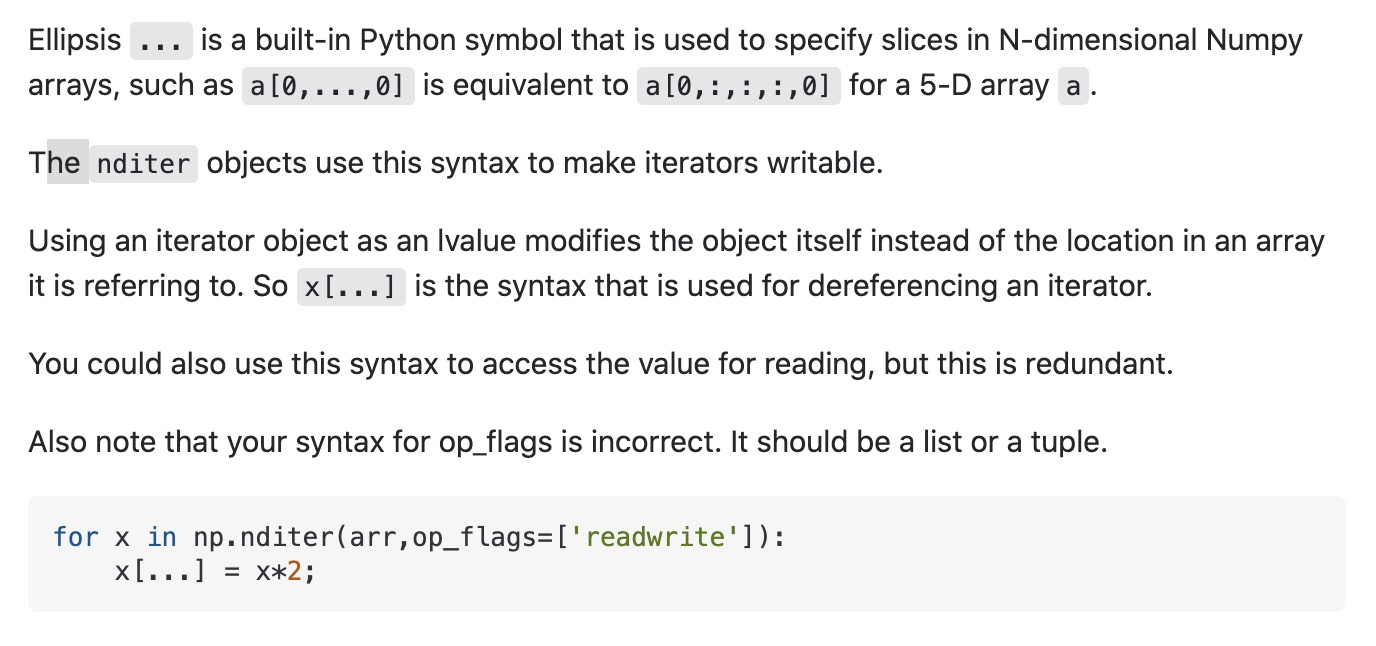 Ellipsis ... is a built-in Python symbol that is used to specify slices in N-dimensional Numpy
arrays, such as a[0,...,0] is equivalent to a[0,:,:,:,0] for a 5-D array a.
The nditer objects use this syntax to make iterators writable.
Using an iterator object as an lvalue modifies the object itself instead of the location in an array
it is referring to. So x[...] is the syntax that is used for dereferencing an iterator.
You could also use this syntax to access the value for reading, but this is redundant.
Also note that your syntax for op_flags is incorrect. It should be a list or a tuple.
for x in np.nditer(arr,op_flags=['readwrite']):
    x[...] = x*2;